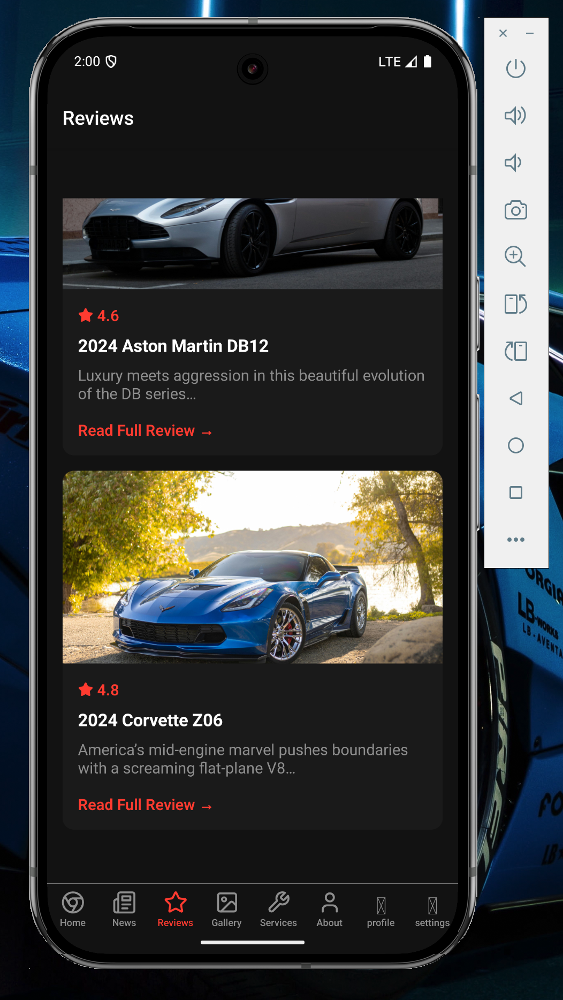 2:00
LTE
Reviews
4.6
2024 Aston Martin DB12
Luxury meets aggression in this beautiful evolution
of the DB series...
Read Full Review →
4.8
2024 Corvette Z06
America's mid-engine marvel pushes boundaries
with a screaming flat-plane V8...
Read Full Review →
Home
News
Reviews
Gallery
Services
About
profile
settings
LB-WORKS